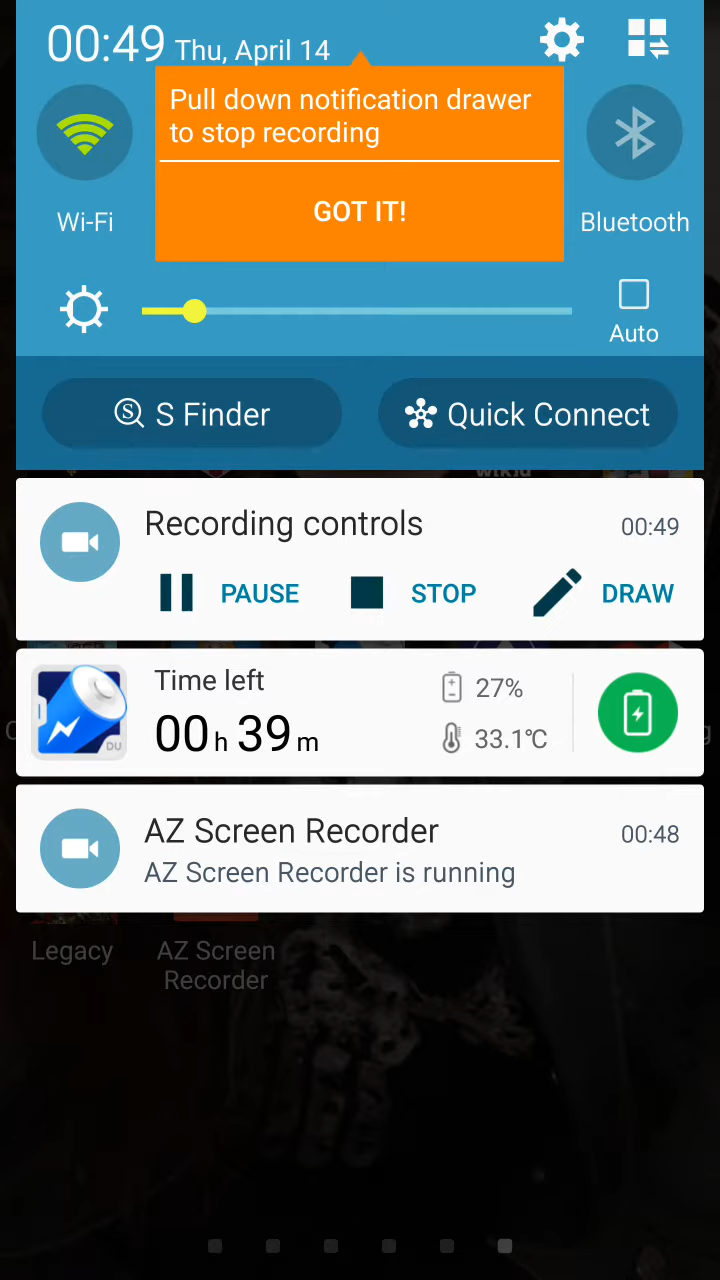 00:49 Thu, April 14
Pull down notification drawer
to stop recording
GOT IT!
Wi-Fi
Bluetooth
Auto
S Finder
Quick Connect
Recording controls
00:49
PAUSE
STOP
DRAW
Time left
27%
00h 39m
33.1°C
DU
AZ Screen Recorder
00:48
AZ Screen Recorder is running
Legacy
AZ Screen
Recorder